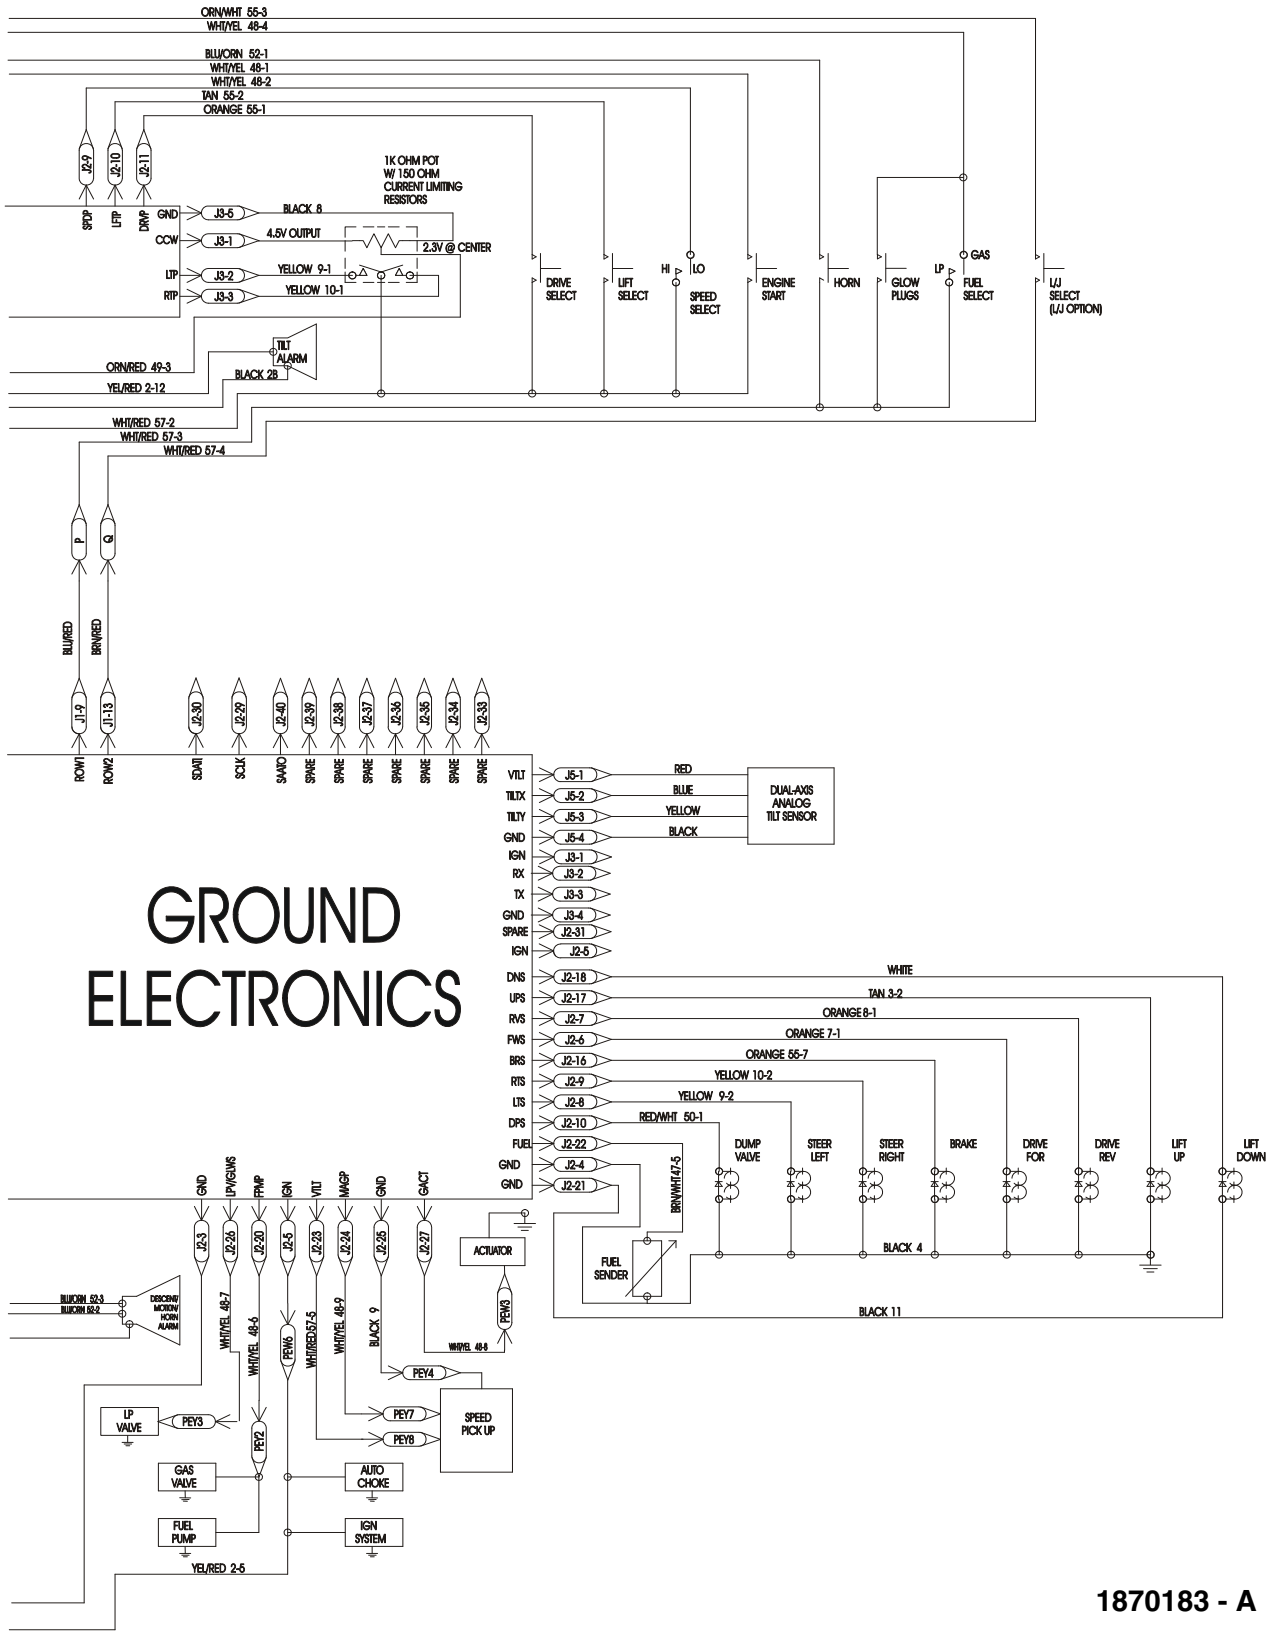 ORN/WHT 55-3
WHT/YEL 48-4
BLU/ORN 52-1
WHT/YEL 48-1
WHT/YEL 48-2
TAN 55-2
ORANGE 55-1
J2-9
J2-10
J2-11
SPDP
LFTP
DRVP
1K OHM POT
W/ 150 OHM
CURRENT LIMITING
RESISTORS
GND
J3-5
BLACK 8
CCW
J3-1
4.5V OUTPUT
2.3V @ CENTER
LTP
J3-2
YELLOW 9-1
RTP
J3-3
YELLOW 10-1
DRIVE
SELECT
LIFT
SELECT
HI
LO
SPEED
SELECT
ENGINE
START
HORN
GLOW
PLUGS
GAS
LP
FUEL
SELECT
L/J
SELECT
(L/J OPTION)
TILT
ALARM
ORN/RED 49-3
BLACK 2B
YEL/RED 2-12
WHT/RED 57-2
WHT/RED 57-3
WHT/RED 57-4
P
Q
BLU/RED
BRN/RED
J1-9
J1-13
J2-30
J2-29
J2-40
J2-39
J2-38
J2-37
J2-36
J2-35
J2-34
J2-33
ROW1
ROW2
SDATI
SCLK
SAATO
SPARE
SPARE
SPARE
SPARE
SPARE
SPARE
SPARE
GROUND
ELECTRONICS
VTLT
J5-1
RED
TILTX
J5-2
BLUE
TILTY
J5-3
YELLOW
GND
J5-4
BLACK
DUAL-AXIS
ANALOG
TILT SENSOR
IGN
J3-1
RX
J3-2
TX
J3-3
GND
J3-4
SPARE
J2-31
IGN
J2-5
DNS
J2-18
WHITE
UPS
J2-17
TAN 3-2
RVS
J2-7
ORANGE 8-1
FWS
J2-6
ORANGE 7-1
BRS
J2-16
ORANGE 55-7
RTS
J2-9
YELLOW 10-2
LTS
J2-8
YELLOW 9-2
DPS
J2-10
RED/WHT 50-1
FUEL
J2-22
GND
J2-4
GND
J2-21
BRN/WHT47-5
DUMP
VALVE
STEER
LEFT
STEER
RIGHT
BRAKE
DRIVE
FOR
DRIVE
REV
LIFT
UP
LIFT
DOWN
GND
LPV/GLWS
FPMP
IGN
VTLT
MAGP
GND
GACT
J2-3
J2-26
J2-20
J2-5
J2-23
J2-24
J2-25
J2-27
ACTUATOR
FUEL
SENDER
BLACK 4
BLACK 11
BLU/ORN 52-3
BLU/ORN 52-2
DESCENT/
MOTION/
HORN
ALARM
WHT/YEL 48-7
WHT/YEL 48-6
PEW6
WHT/RED57-5
WHT/YEL 48-9
BLACK 9
WHT/YEL 48-8
PEW3
PEY4
PEY7
PEY8
SPEED
PICK UP
LP
VALVE
PEY3
PEY2
GAS
VALVE
AUTO
CHOKE
FUEL
PUMP
IGN
SYSTEM
YEL/RED 2-5
1870183 - A